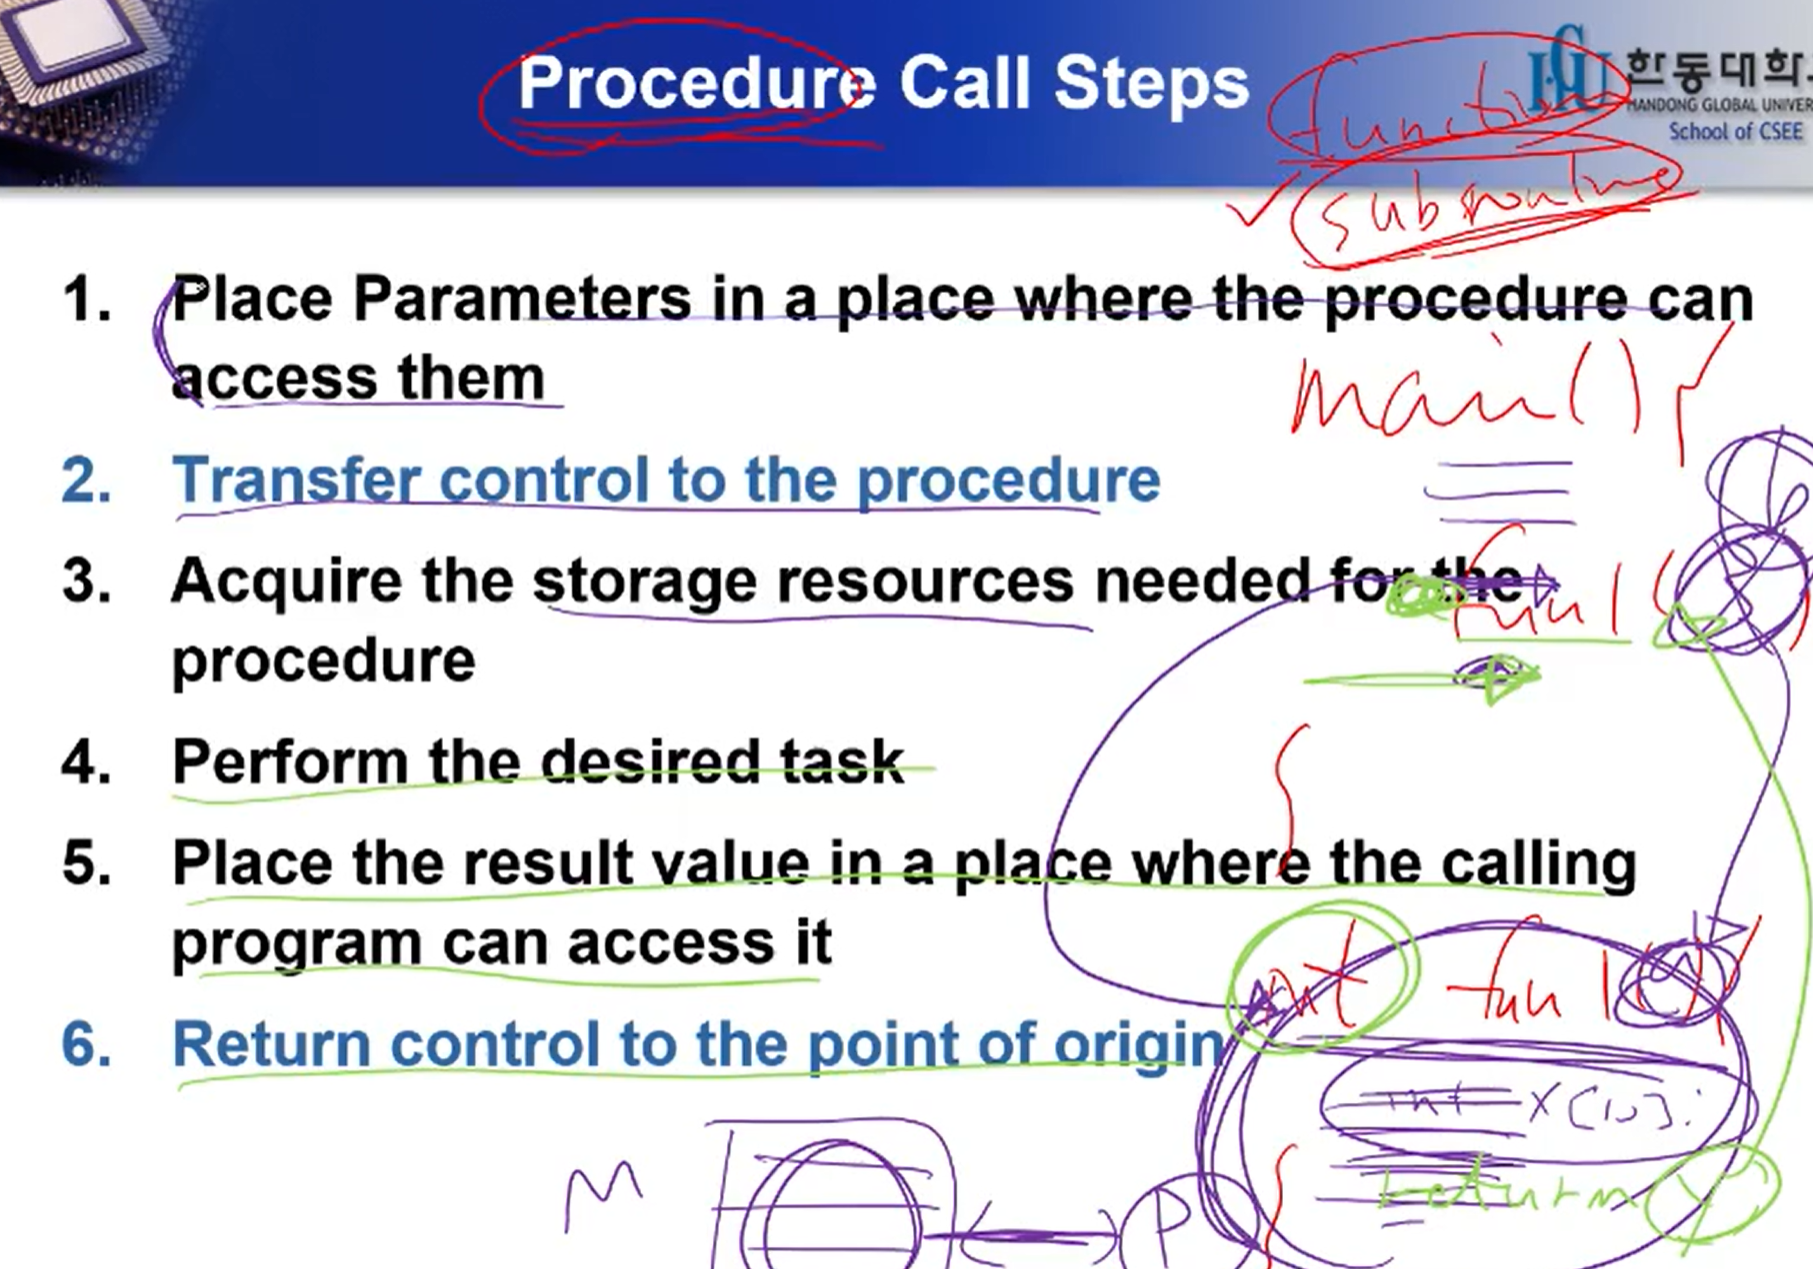 Procedure Call Steps
function
한동대학
HANDONG GLOBAL UNIVER
School of CSEE
subroutine
1. Place Parameters in a place where the procedure can
access them
main() {
2. Transfer control to the procedure
3. Acquire the storage resources needed for the
fun1(
procedure
4. Perform the desired task
5. Place the result value in a place where the calling
program can access it
int fun1(
6. Return control to the point of origin
int x[10];
return y
M
P